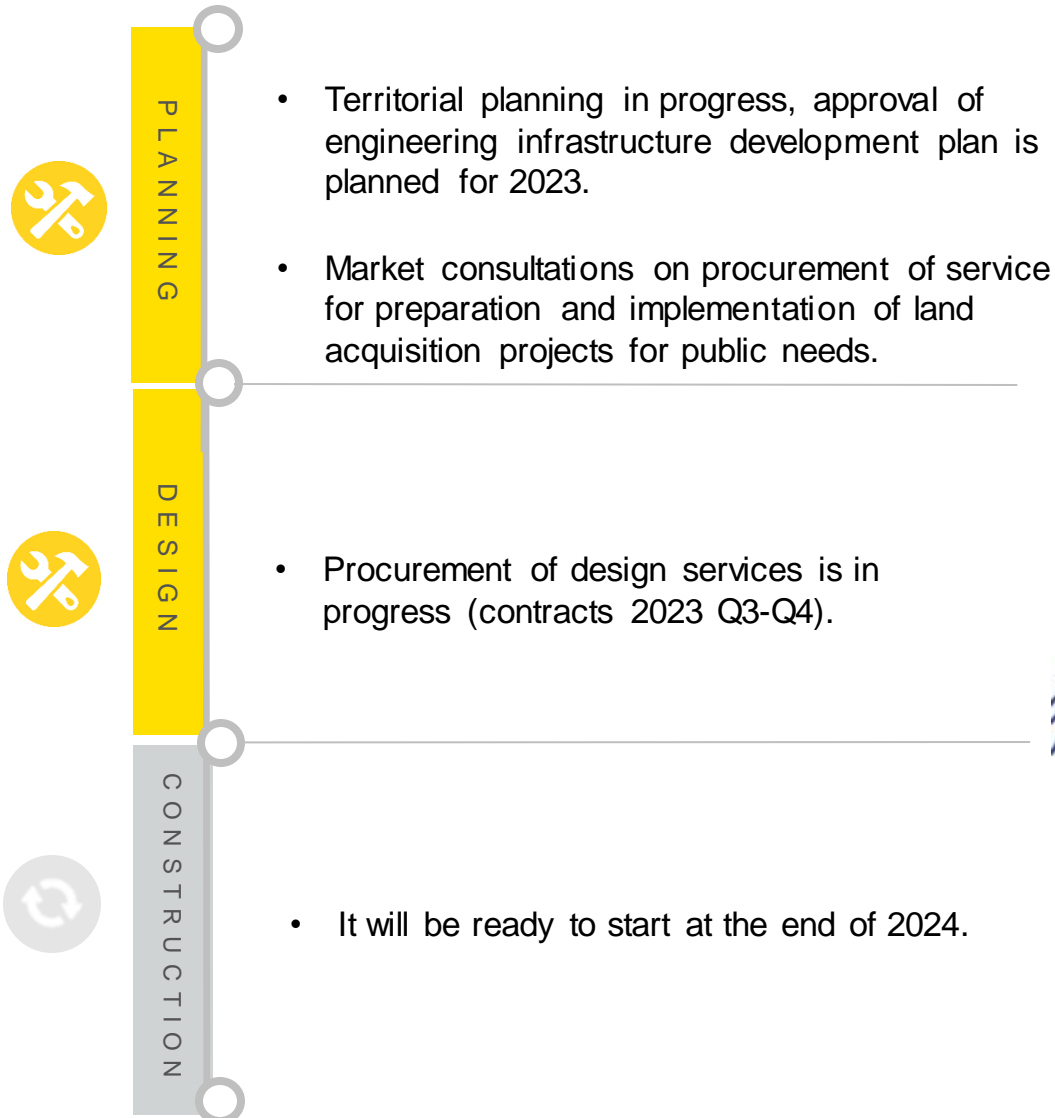 PLANNING
• Territorial planning in progress, approval of
engineering infrastructure development plan is
planned for 2023.
• Market consultations on procurement of service
for preparation and implementation of land
acquisition projects for public needs.
DESIGN
• Procurement of design services is in
progress (contracts 2023 Q3-Q4).
CONSTRUCTION
• It will be ready to start at the end of 2024.